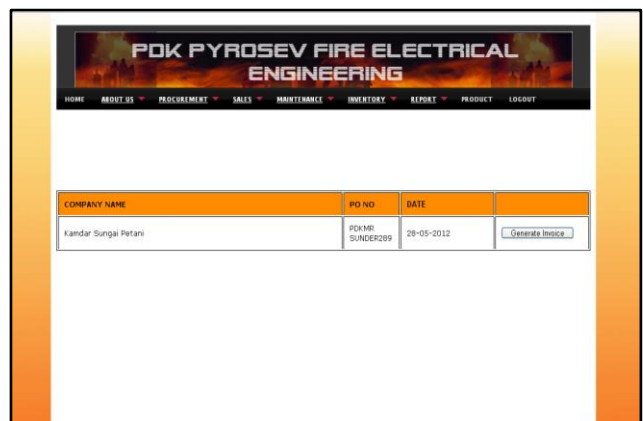 PDK PYROSEV FIRE ELECTRICAL
ENGINEERING
HOME ABOUT US PROCUREMENT SALES MAINTENANCE INVENTORY REPORT PRODUCT LOGOUT
COMPANY NAME PO NO DATE
Kamdar Sungai Petani PDKMR SUNDER289 28-05-2012 Generate Invoice